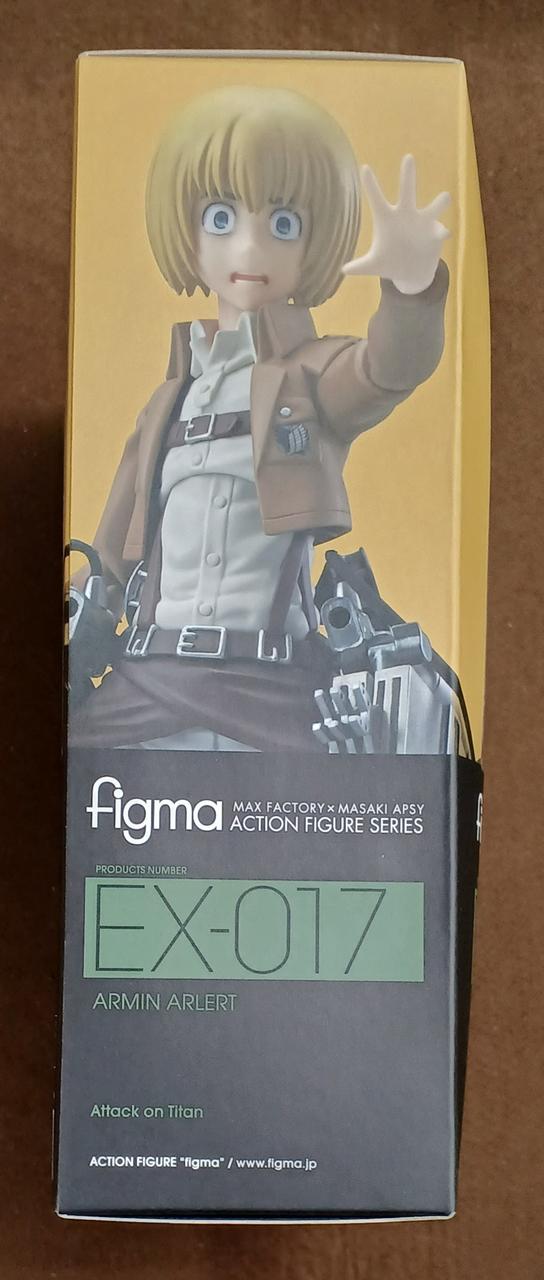 figma
MAX FACTORY × MASAKI APSY
ACTION FIGURE SERIES
PRODUCTS NUMBER
EX-017
ARMIN ARLERT
Attack on Titan
ACTION FIGURE "figma" / www.figma.jp